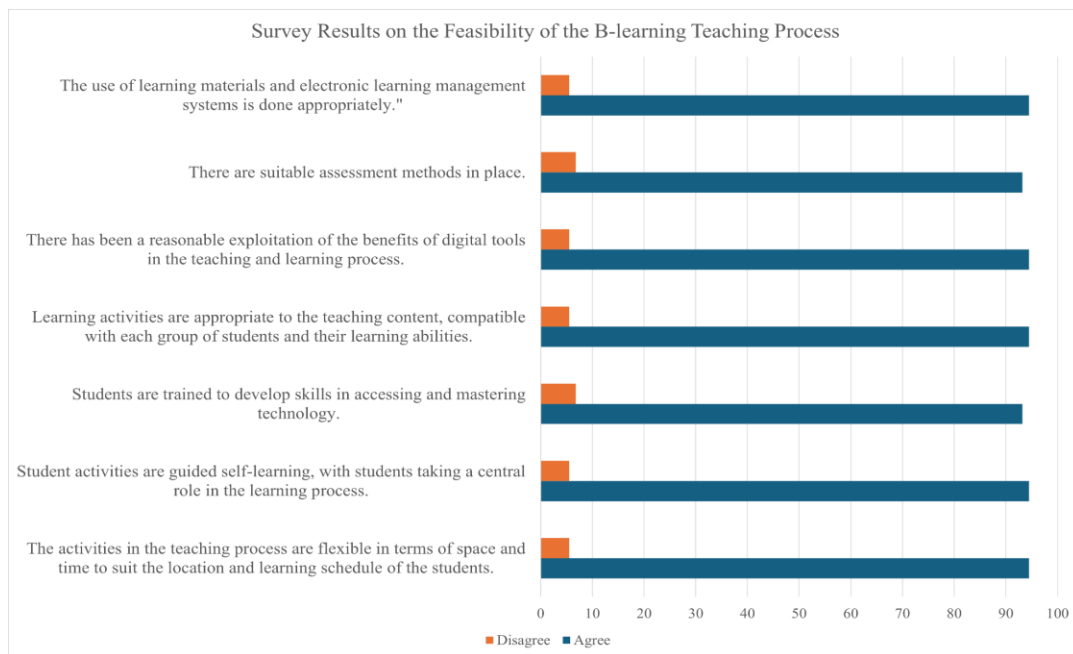 Survey Results on the Feasibility of the B-learning Teaching Process
The use of learning materials and electronic learning management
systems is done appropriately."
There are suitable assessment methods in place.
There has been a reasonable exploitation of the benefits of digital tools
in the teaching and learning process.
Learning activities are appropriate to the teaching content, compatible
with each group of students and their learning abilities.
Students are trained to develop skills in accessing and mastering
technology.
Student activities are guided self-learning, with students taking a central
role in the learning process.
The activities in the teaching process are flexible in terms of space and
time to suit the location and learning schedule of the students.
0 10 20 30 40 50 60 70 80 90 100
Disagree Agree